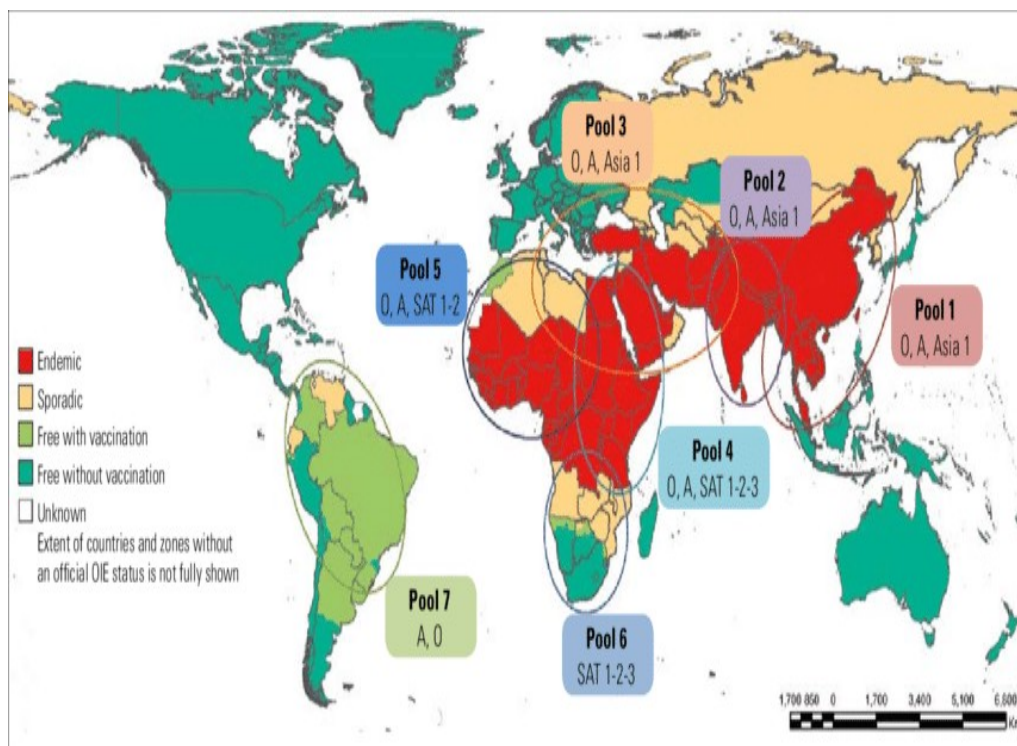 Pool 3
O, A, Asia 1
Pool 2
O, A, Asia 1
Pool 5
O, A, SAT 1-2
Pool 1
O, A, Asia 1
Endemic
Sporadic
Free with vaccination
Free without vaccination
Unknown
Extent of countries and zones without
an official OIE status is not fully shown
Pool 4
O, A, SAT 1-2-3
Pool 7
A, O
Pool 6
SAT 1-2-3
1,700 850 0 1,700 3,400 5,100 6,800